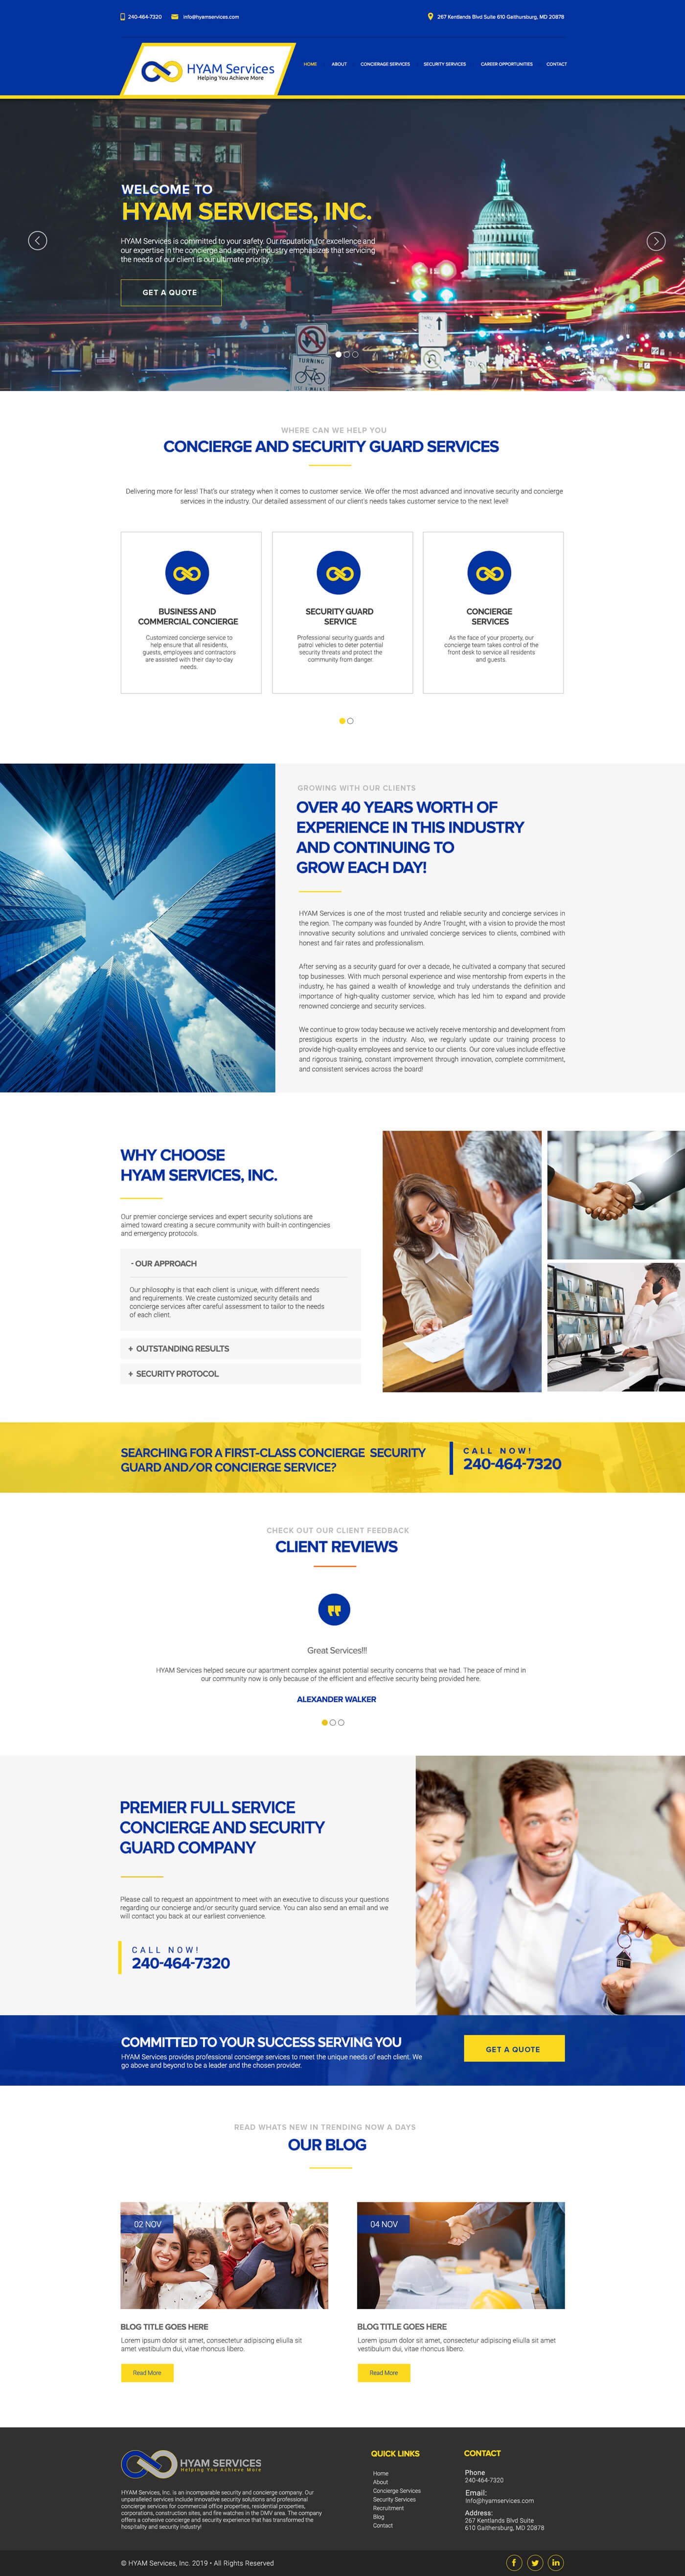 240-464-7320 info@hyamservices.com 267 Kentlands Blvd Suite 610 Gaithursburg, MD 20878
HYAM Services
Helping You Achieve More
HOME ABOUT CONCIERAGE SERVICES SECURITY SERVICES CAREER OPPORTUNITIES CONTACT
WELCOME TO
HYAM SERVICES, INC.
HYAM Services is committed to your safety. Our reputation for excellence and
our expertise in the concierge and security industry emphasizes that servicing
the needs of our client is our ultimate priority.
GET A QUOTE
TURNING
WHERE CAN WE HELP YOU
CONCIERGE AND SECURITY GUARD SERVICES
Delivering more for less! That's our strategy when it comes to customer service. We offer the most advanced and innovative security and concierge
services in the industry. Our detailed assessment of our client's needs takes customer service to the next level!
BUSINESS AND
COMMERCIAL CONCIERGE
Customized concierge service to
help ensure that all residents,
guests, employees and contractors
are assisted with their day-to-day
needs.
SECURITY GUARD
SERVICE
Professional security guards and
patrol vehicles to deter potential
security threats and protect the
community from danger.
CONCIERGE
SERVICES
As the face of your property, our
concierge team takes control of the
front desk to service all residents
and guests.
GROWING WITH OUR CLIENTS
OVER 40 YEARS WORTH OF
EXPERIENCE IN THIS INDUSTRY
AND CONTINUING TO
GROW EACH DAY!
HYAM Services is one of the most trusted and reliable security and concierge services in
the region. The company was founded by Andre Trought, with a vision to provide the most
innovative security solutions and unrivaled concierge services to clients, combined with
honest and fair rates and professionalism.
After serving as a security guard for over a decade, he cultivated a company that secured
top businesses. With much personal experience and wise mentorship from experts in the
industry, he has gained a wealth of knowledge and truly understands the definition and
importance of high-quality customer service, which has led him to expand and provide
renowned concierge and security services.
We continue to grow today because we actively receive mentorship and development from
prestigious experts in the industry. Also, we regularly update our training process to
provide high-quality employees and service to our clients. Our core values include effective
and rigorous training, constant improvement through innovation, complete commitment,
and consistent services across the board!
WHY CHOOSE
HYAM SERVICES, INC.
Our premier concierge services and expert security solutions are
aimed toward creating a secure community with built-in contingencies
and emergency protocols.
- OUR APPROACH
Our philosophy is that each client is unique, with different needs
and requirements. We create customized security details and
concierge services after careful assessment to tailor to the needs
of each client.
+ OUTSTANDING RESULTS
+ SECURITY PROTOCOL
SEARCHING FOR A FIRST-CLASS CONCIERGE SECURITY
GUARD AND/OR CONCIERGE SERVICE?
CALL NOW!
240-464-7320
CHECK OUT OUR CLIENT FEEDBACK
CLIENT REVIEWS
Great Services!!!
HYAM Services helped secure our apartment complex against potential security concerns that we had. The peace of mind in
our community now is only because of the efficient and effective security being provided here.
ALEXANDER WALKER
PREMIER FULL SERVICE
CONCIERGE AND SECURITY
GUARD COMPANY
Please call to request an appointment to meet with an executive to discuss your questions
regarding our concierge and/or security guard service. You can also send an email and we
will contact you back at our earliest convenience.
CALL NOW!
240-464-7320
COMMITTED TO YOUR SUCCESS SERVING YOU
HYAM Services provides professional concierge services to meet the unique needs of each client. We
go above and beyond to be a leader and the chosen provider.
GET A QUOTE
READ WHATS NEW IN TRENDING NOW A DAYS
OUR BLOG
02 NOV
BLOG TITLE GOES HERE
Lorem ipsum dolor sit amet, consectetur adipiscing eliulla sit
amet vestibulum dui, vitae rhoncus libero.
Read More
04 NOV
BLOG TITLE GOES HERE
Lorem ipsum dolor sit amet, consectetur adipiscing eliulla sit amet
vestibulum dui, vitae rhoncus libero.
Read More
HYAM SERVICES
Helping You Achieve More
HYAM Services, Inc. is an incomparable security and concierge company. Our
unparalleled services include innovative security solutions and professional
concierge services for commercial office properties, residential properties,
corporations, construction sites, and fire watches in the DMV area. The company
offers a cohesive concierge and security experience that has transformed the
hospitality and security industry!
QUICK LINKS
Home
About
Concierge Services
Security Services
Recruitment
Blog
Contact
CONTACT
Phone
240-464-7320
Email:
Info@hyamservices.com
Address:
267 Kentlands Blvd Suite
610 Gaithersburg, MD 20878
© HYAM Services, Inc. 2019 • All Rights Reserved